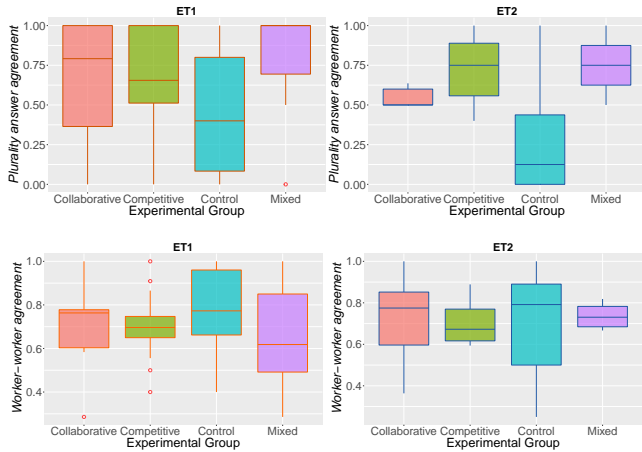 ET1
Plurality answer agreement
1.00
0.75
0.50
0.25
0.00
Collaborative Competitive Control Mixed
Experimental Group
ET2
Plurality answer agreement
1.00
0.75
0.50
0.25
0.00
Collaborative Competitive Control Mixed
Experimental Group
ET1
Worker−worker agreement
1.0
0.8
0.6
0.4
Collaborative Competitive Control Mixed
Experimental Group
ET2
Worker−worker agreement
1.0
0.8
0.6
0.4
Collaborative Competitive Control Mixed
Experimental Group